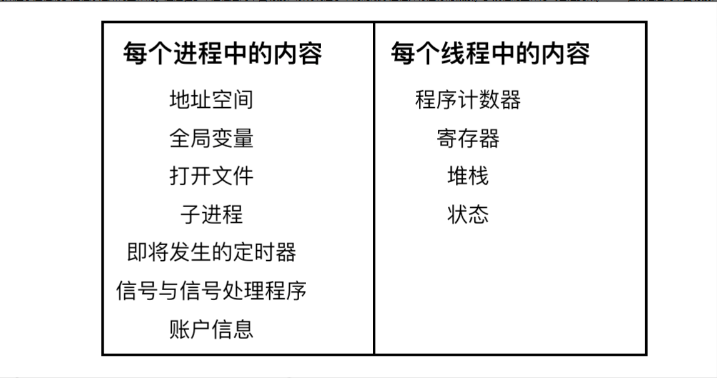 每个进程中的内容
地址空间
全局变量
打开文件
子进程
即将发生的定时器
信号与信号处理程序
账户信息
每个线程中的内容
程序计数器
寄存器
堆栈
状态